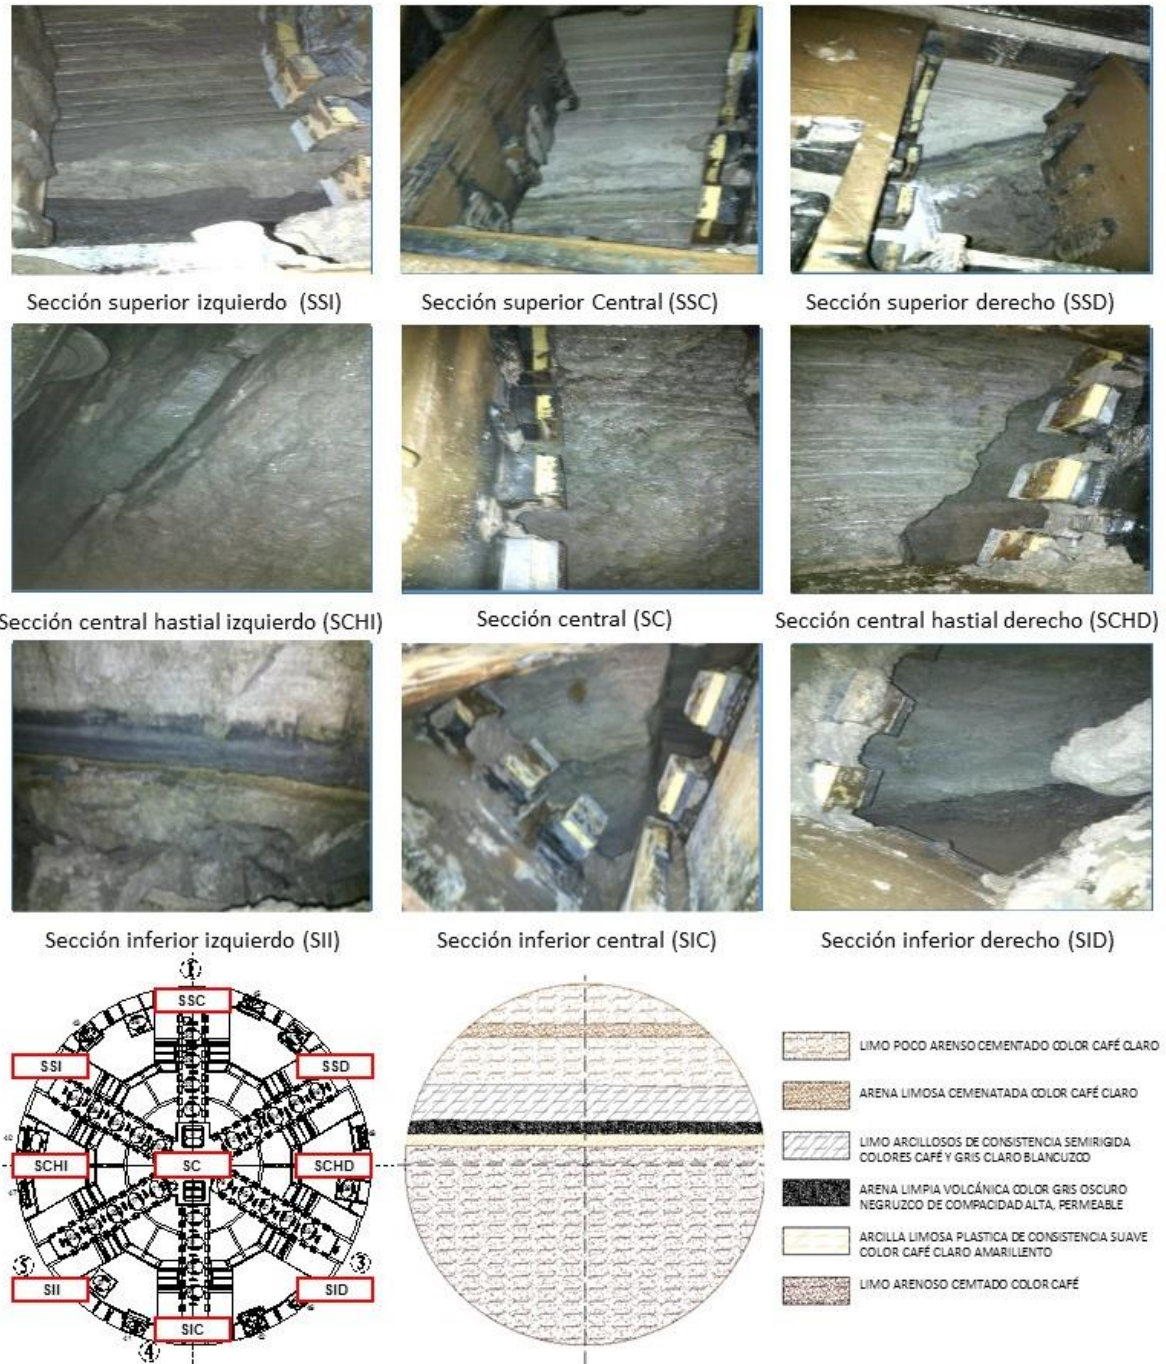 Sección superior izquierdo (SSI)
Sección superior Central (SSC)
Sección superior derecho (SSD)
Sección central hastial izquierdo (SCHI)
Sección central (SC)
Sección central hastial derecho (SCHD)
Sección inferior izquierdo (SII)
Sección inferior central (SIC)
Sección inferior derecho (SID)
1
SSC
SSI
SSD
SCHI
SC
SCHD
5
3
SII
SID
SIC
4
LIMO POCO ARENSO CEMENTADO COLOR CAFÉ CLARO
ARENA LIMOSA CEMENATADA COLOR CAFÉ CLARO
LIMO ARCILLOSOS DE CONSISTENCIA SEMIRIGIDA
COLORES CAFÉ Y GRIS CLARO BLANCUZCO
ARENA LIMPIA VOLCÁNICA COLOR GRIS OSCURO
NEGRUZCO DE COMPACIDAD ALTA, PERMEABLE
ARCILLA LIMOSA PLASTICA DE CONSISTENCIA SUAVE
COLOR CAFÉ CLARO AMARILLENTO
LIMO ARENOSO CEMTADO COLOR CAFÉ